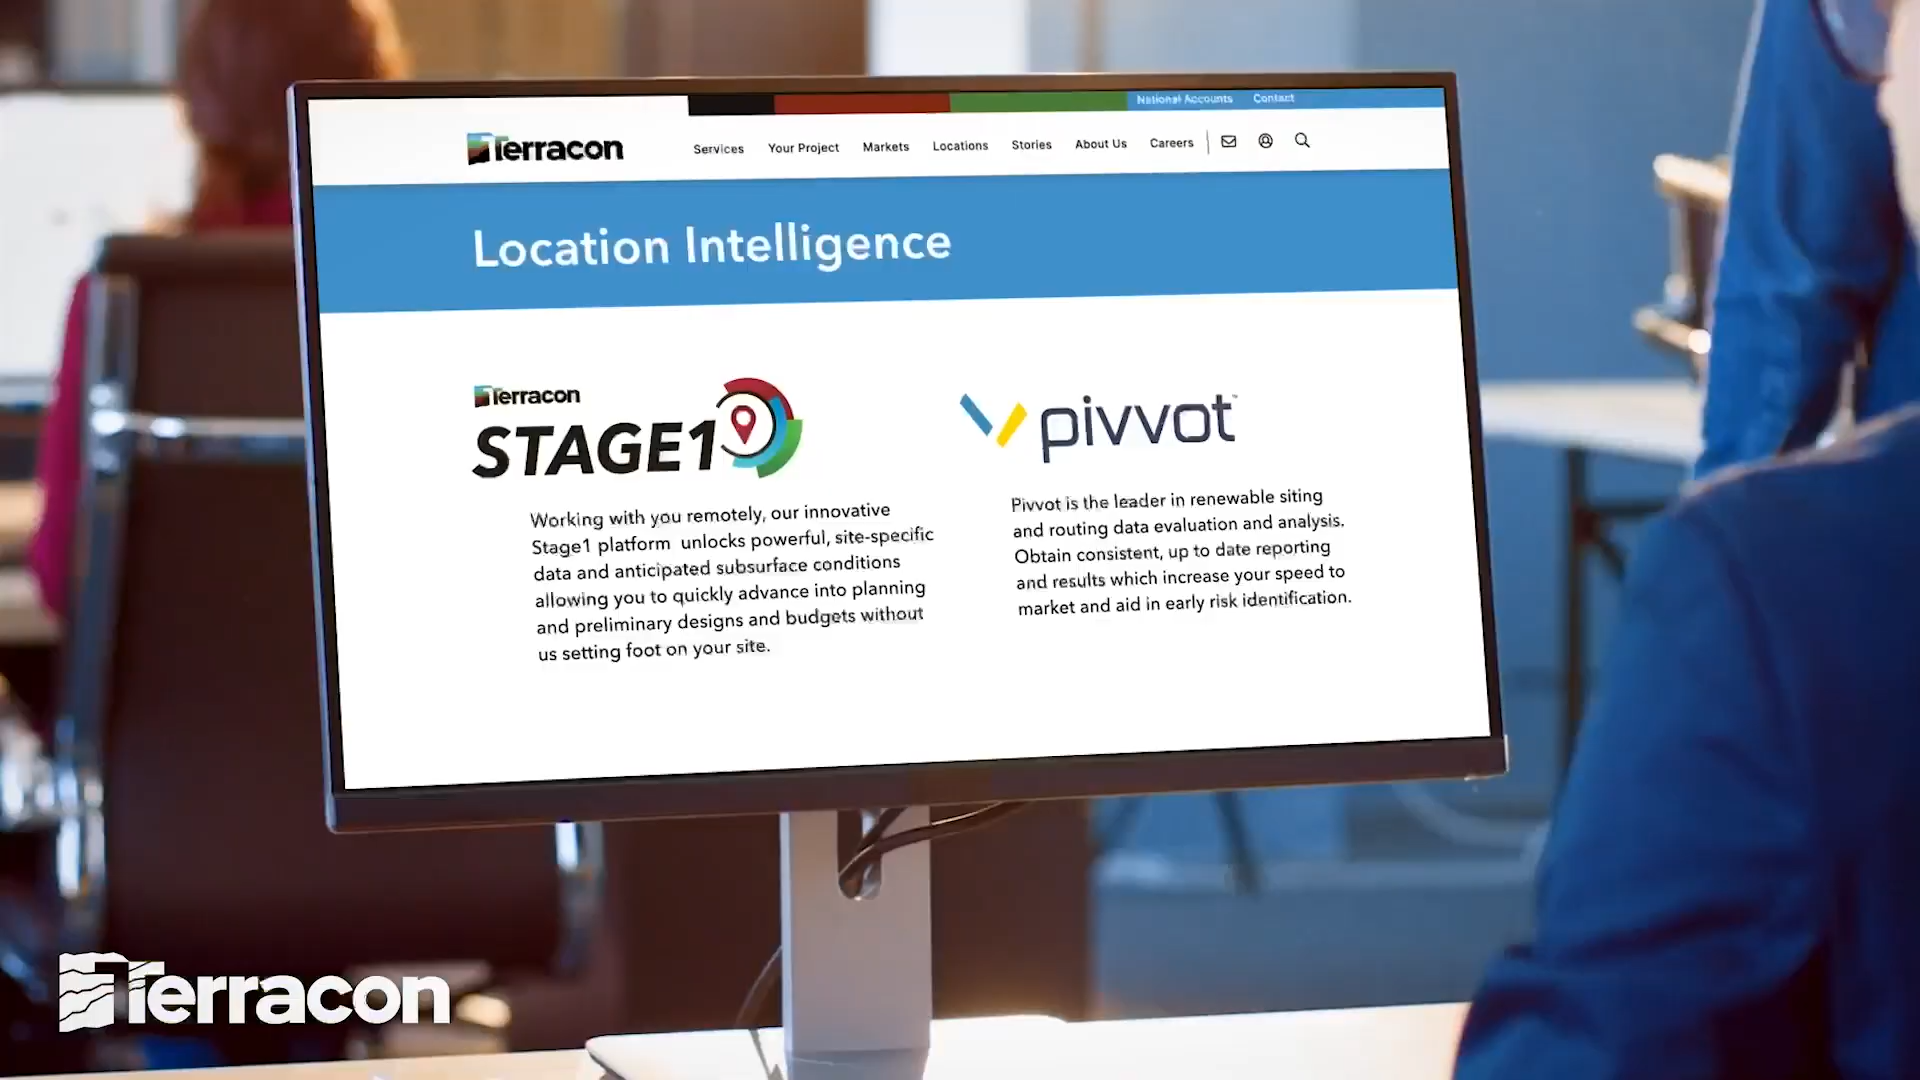 National Accounts Contact
Terracon
Services Your Project Markets Locations Stories About Us Careers
Location Intelligence
Terracon
STAGE1
Working with you remotely, our innovative
Stage1 platform unlocks powerful, site-specific
data and anticipated subsurface conditions
allowing you to quickly advance into planning
and preliminary designs and budgets without
us setting foot on your site.
pivvot™
Pivvot is the leader in renewable siting
and routing data evaluation and analysis.
Obtain consistent, up to date reporting
and results which increase your speed to
market and aid in early risk identification.
Terracon